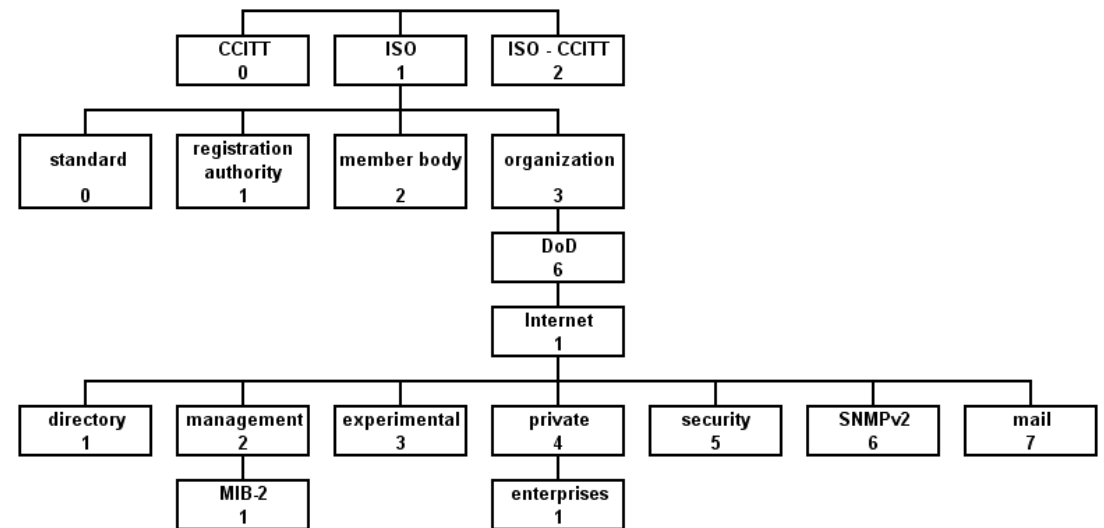 CCITT
0
ISO
1
ISO - CCITT
2
standard
0
registration
authority
1
member body
2
organization
3
DoD
6
Internet
1
directory
1
management
2
experimental
3
private
4
security
5
SNMPv2
6
mail
7
MIB-2
1
enterprises
1